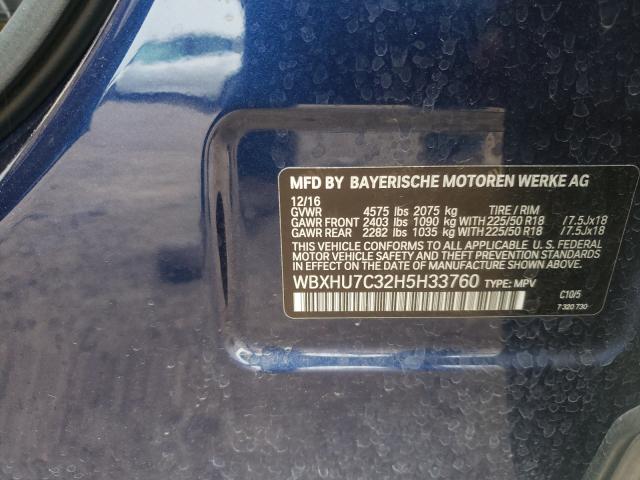 MFD BY BAYERISCHE MOTOREN WERKE AG
12/16
GVWR 4575 lbs 2075 kg TIRE / RIM
GAWR FRONT 2403 lbs 1090 kg WITH 225/50 R18 /7.5Jx18
GAWR REAR 2282 lbs 1035 kg WITH 225/50 R18 /7.5Jx18
THIS VEHICLE CONFORMS TO ALL APPLICABLE U. S. FEDERAL
MOTOR VEHICLE SAFETY AND THEFT PREVENTION STANDARDS
IN EFFECT ON THE DATE OF MANUFACTURE SHOWN ABOVE.
WBXHU7C32H5H33760 TYPE: MPV
C10/5
7 320 730